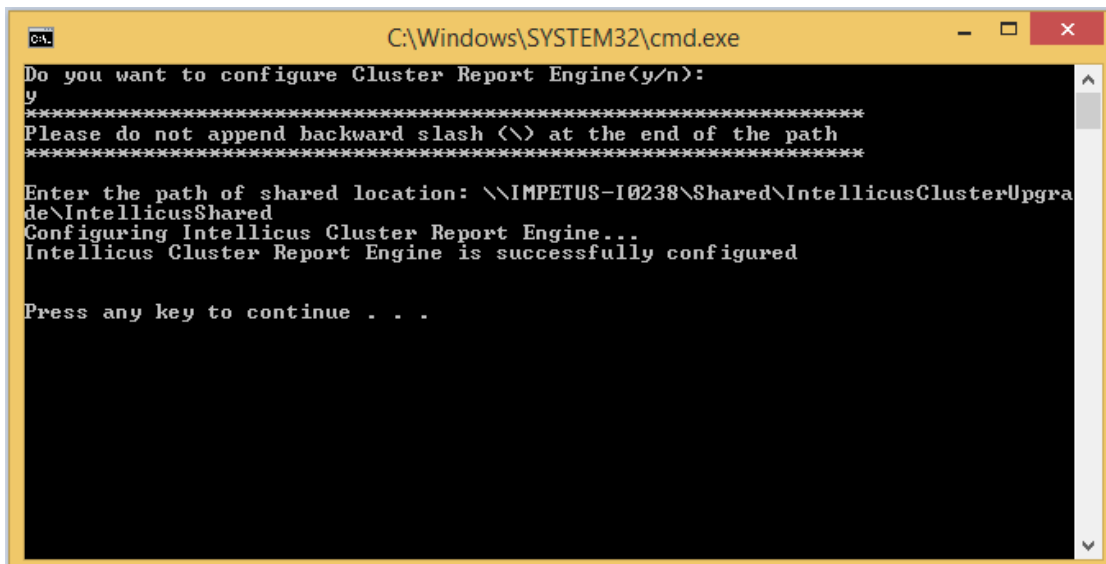 C:\Windows\SYSTEM32\cmd.exe
Do you want to configure Cluster Report Engine(y/n):
y
*****************************************************************
Please do not append backward slash (\) at the end of the path
*****************************************************************
Enter the path of shared location: \\IMPETUS-I0238\Shared\IntellicusClusterUpgra
de\IntellicusShared
Configuring Intellicus Cluster Report Engine...
Intellicus Cluster Report Engine is successfully configured
Press any key to continue . . .